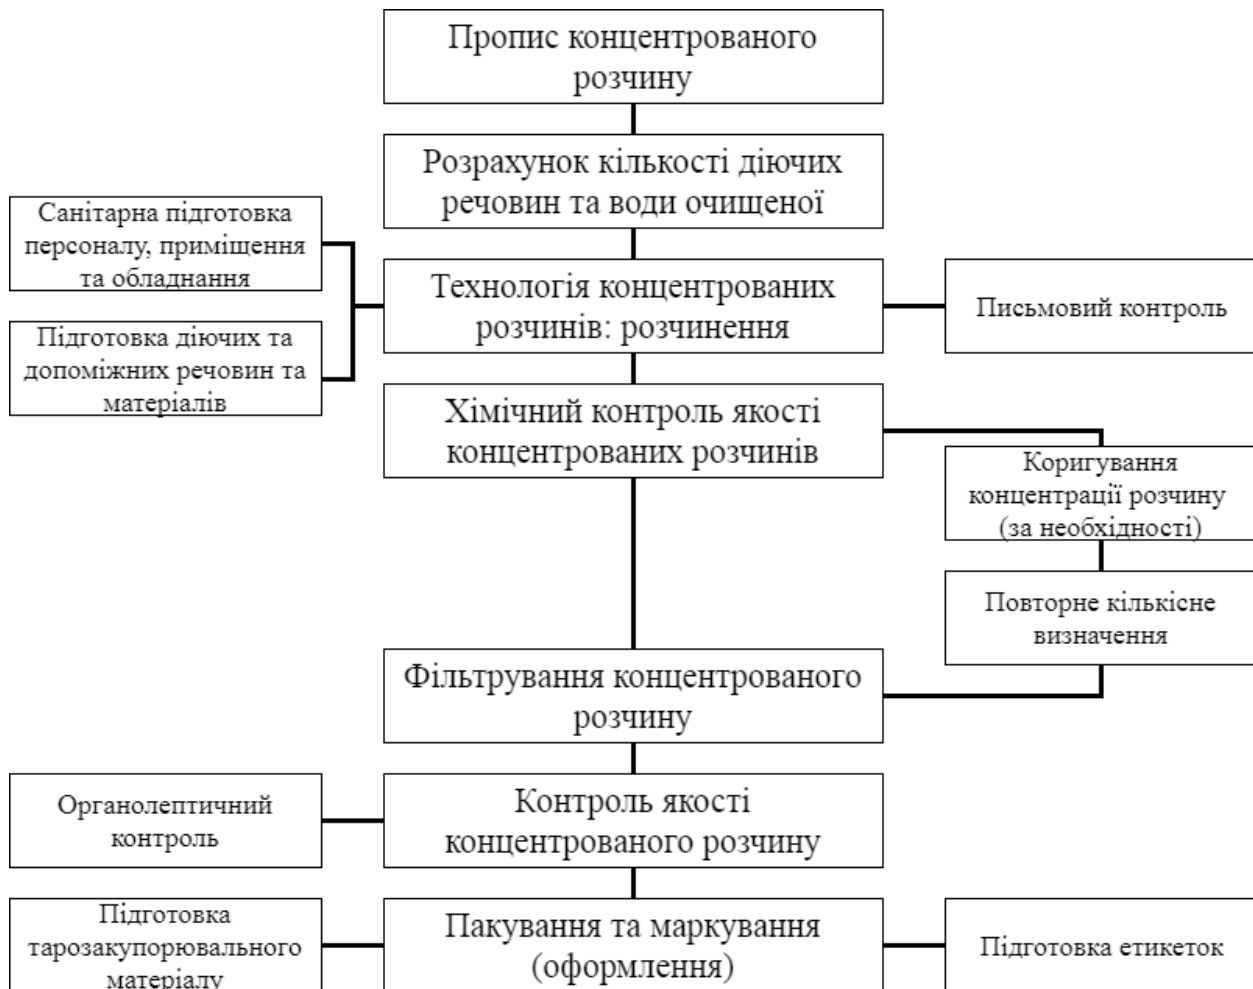 Пропис концентрованого
розчину
Розрахунок кількості діючих
речовин та води очищеної
Санітарна підготовка
персоналу, приміщення
та обладнання
Підготовка діючих та
допоміжних речовин та
матеріалів
Технологія концентрованих
розчинів: розчинення
Письмовий контроль
Хімічний контроль якості
концентрованих розчинів
Коригування
концентрації розчину
(за необхідності)
Повторне кількісне
визначення
Фільтрування концентрованого
розчину
Органолептичний
контроль
Контроль якості
концентрованого розчину
Підготовка
тарозакупорювального
матеріалу
Пакування та маркування
(оформлення)
Підготовка етикеток